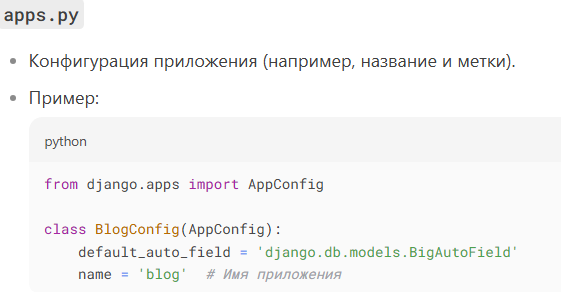 apps.py
Конфигурация приложения (например, название и метки).
Пример:
python
from django.apps import AppConfig
class BlogConfig(AppConfig):
    default_auto_field = 'django.db.models.BigAutoField'
    name = 'blog'  # Имя приложения